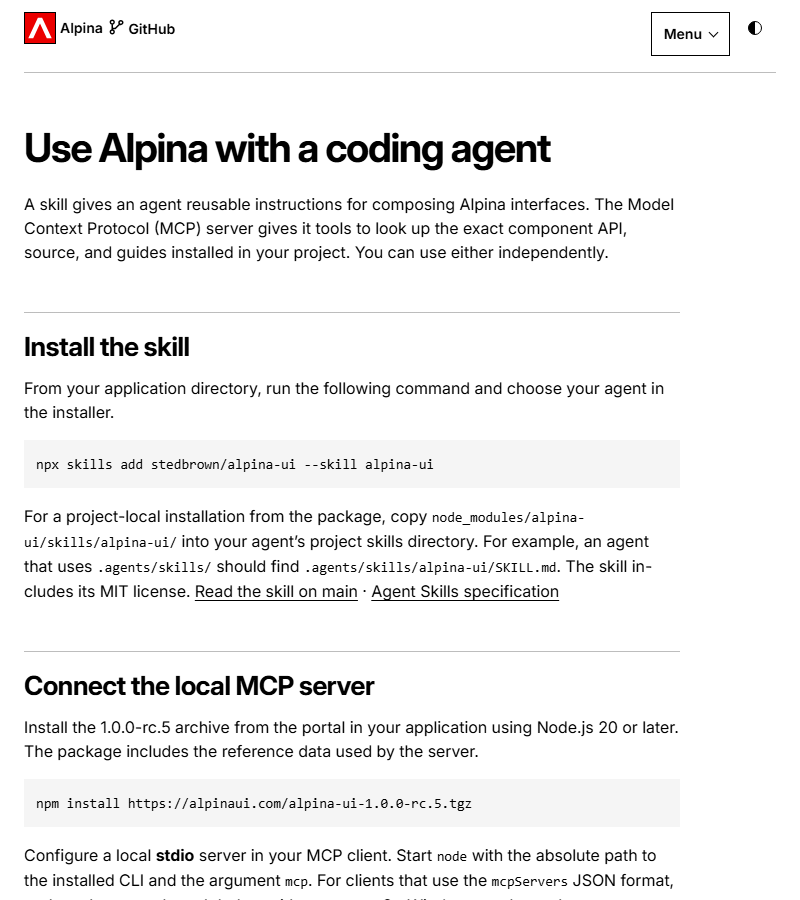 Alpina GitHub
Menu
Use Alpina with a coding agent
A skill gives an agent reusable instructions for composing Alpina interfaces. The Model
Context Protocol (MCP) server gives it tools to look up the exact component API,
source, and guides installed in your project. You can use either independently.
Install the skill
From your application directory, run the following command and choose your agent in
the installer.
npx skills add stedbrown/alpina-ui --skill alpina-ui
For a project-local installation from the package, copy node_modules/alpina-
ui/skills/alpina-ui/ into your agent’s project skills directory. For example, an agent
that uses .agents/skills/ should find .agents/skills/alpina-ui/SKILL.md. The skill in-
cludes its MIT license. Read the skill on main · Agent Skills specification
Connect the local MCP server
Install the 1.0.0-rc.5 archive from the portal in your application using Node.js 20 or later.
The package includes the reference data used by the server.
npm install https://alpinaui.com/alpina-ui-1.0.0-rc.5.tgz
Configure a local stdio server in your MCP client. Start node with the absolute path to
the installed CLI and the argument mcp. For clients that use the mcpServers JSON format,